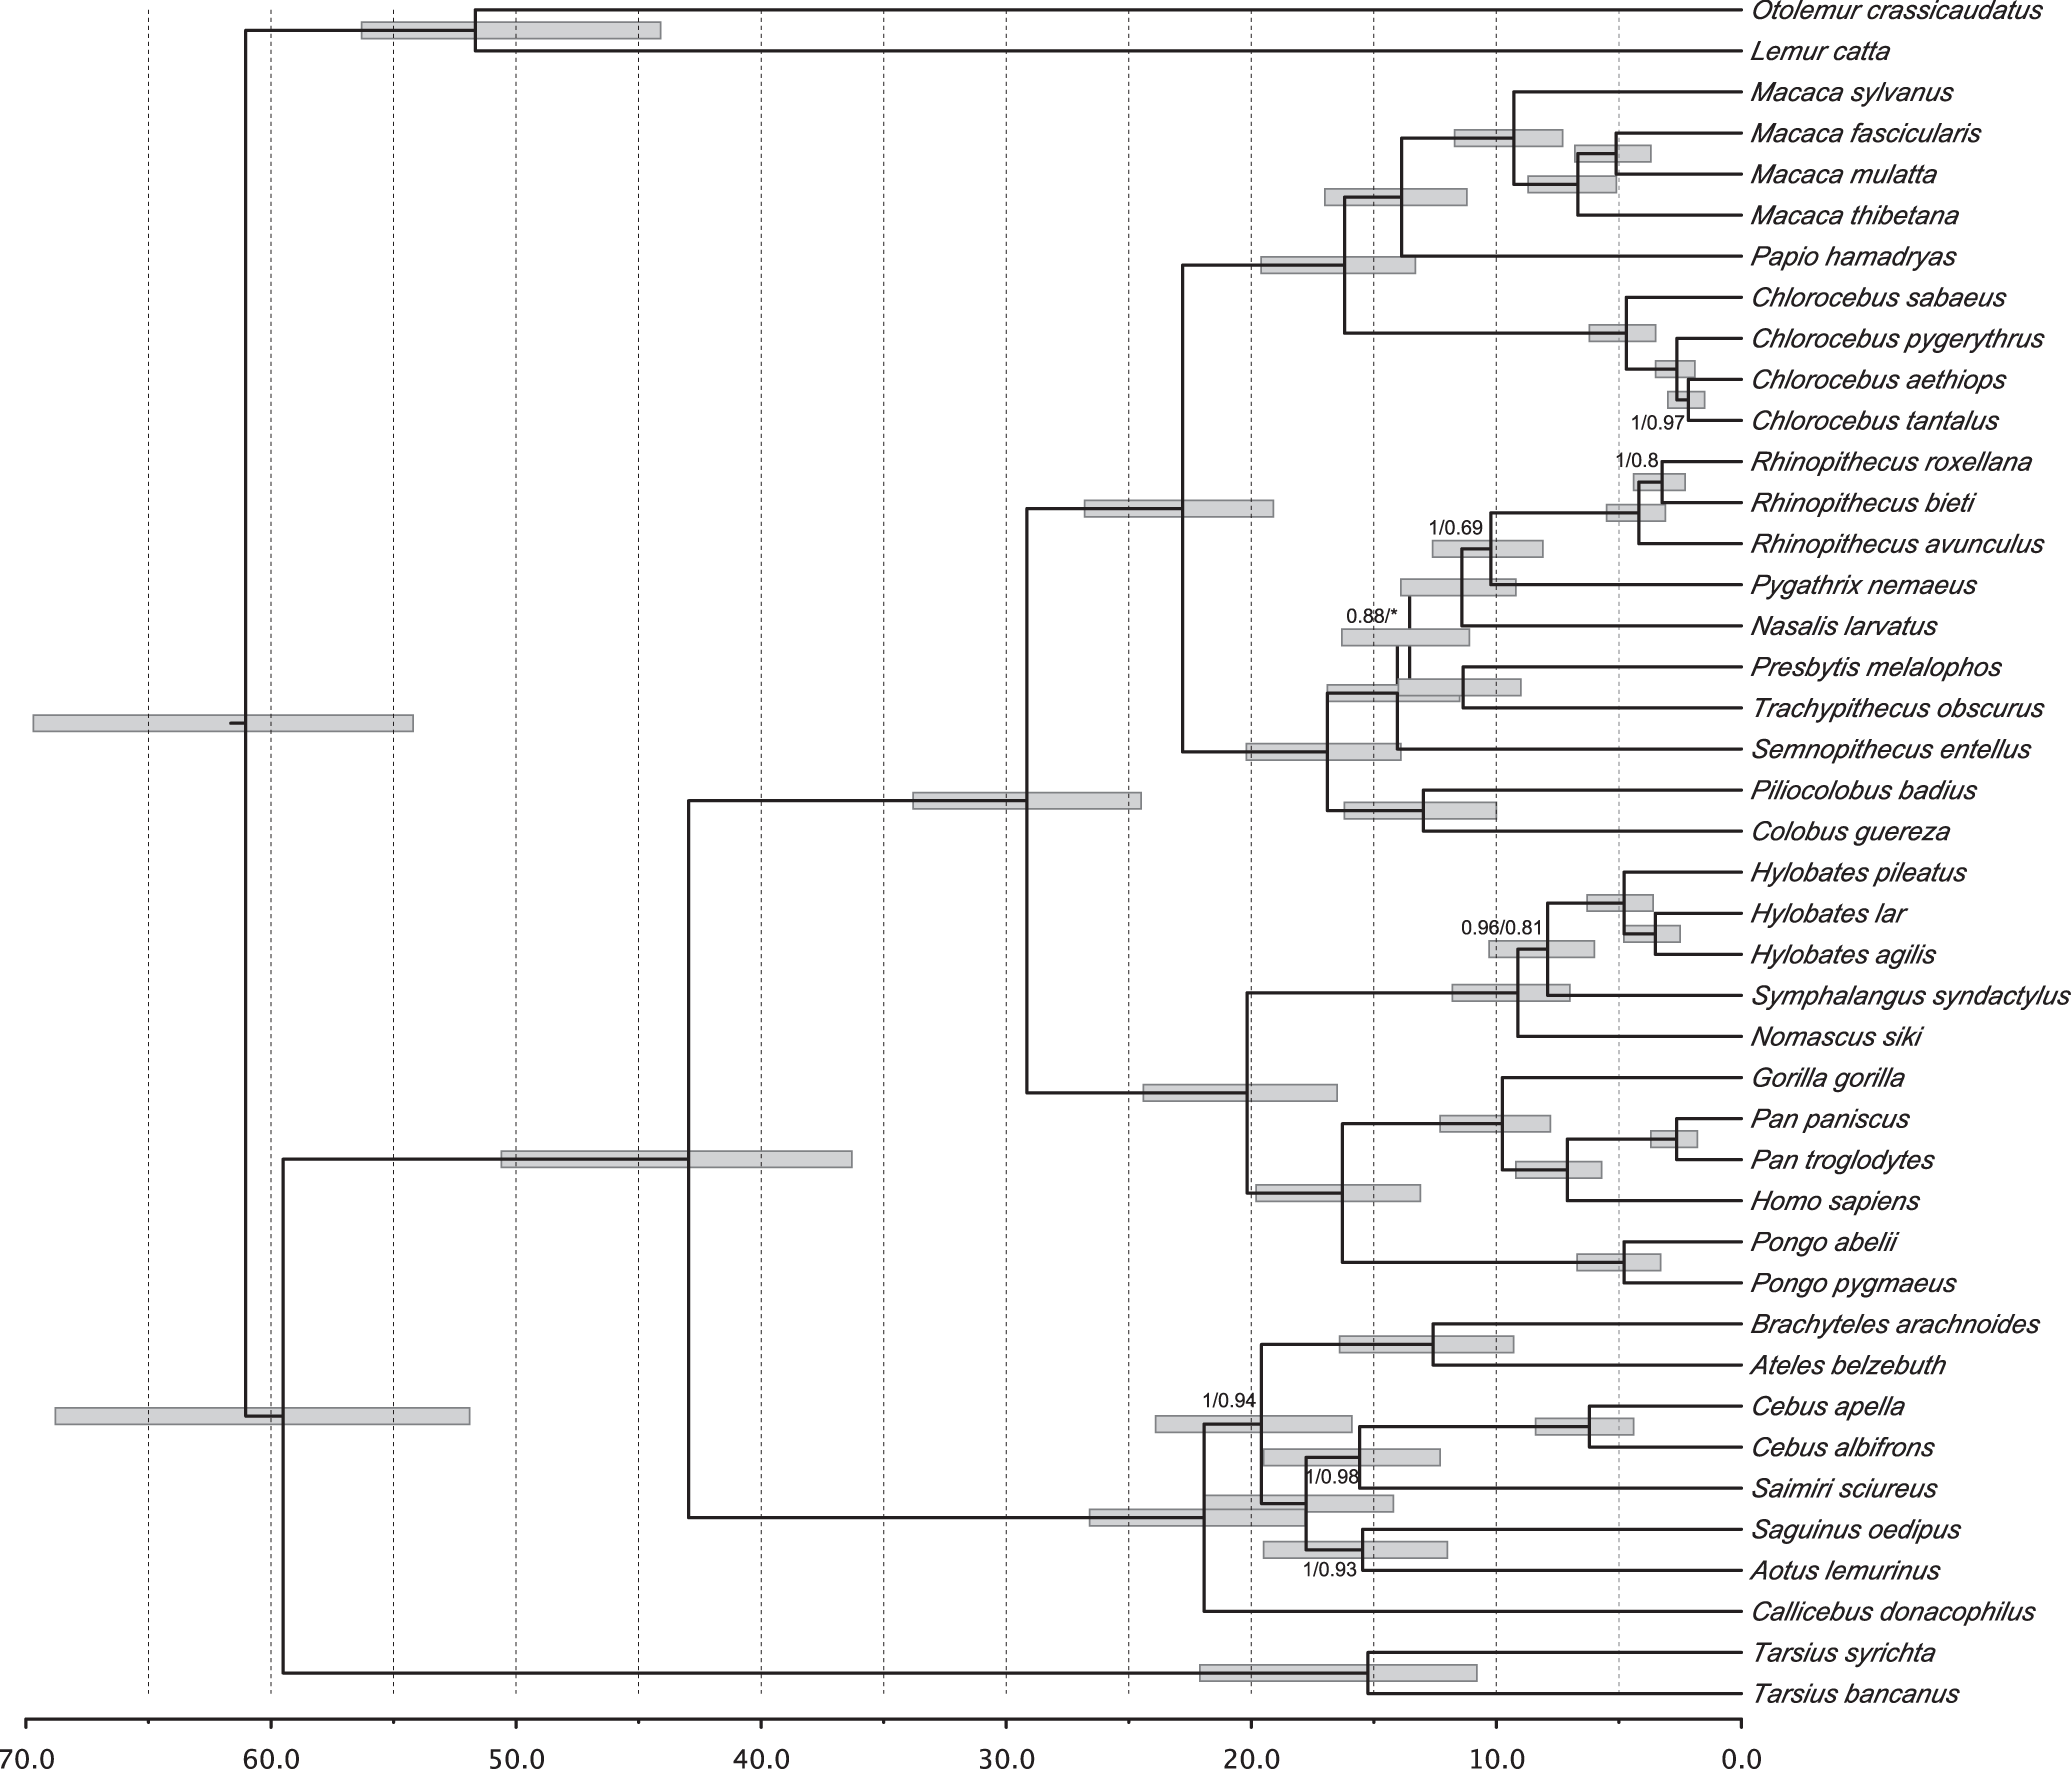 Otolemur crassicaudatus
Lemur catta
Macaca sylvanus
Macaca fascicularis
Macaca mulatta
Macaca thibetana
Papio hamadryas
Chlorocebus sabaeus
Chlorocebus pygerythrus
Chlorocebus aethiops
Chlorocebus tantalus
1/0.97
Rhinopithecus roxellana
1/0.8
Rhinopithecus bieti
1/0.69
Rhinopithecus avunculus
Pygathrix nemaeus
0.88/*
Nasalis larvatus
Presbytis melalophos
Trachypithecus obscurus
Semnopithecus entellus
Piliocolobus badius
Colobus guereza
Hylobates pileatus
Hylobates lar
0.96/0.81
Hylobates agilis
Symphalangus syndactylus
Nomascus siki
Gorilla gorilla
Pan paniscus
Pan troglodytes
Homo sapiens
Pongo abelii
Pongo pygmaeus
Brachyteles arachnoides
Ateles belzebuth
1/0.94
Cebus apella
Cebus albifrons
1/0.98
Saimiri sciureus
Saguinus oedipus
1/0.93
Aotus lemurinus
Callicebus donacophilus
Tarsius syrichta
Tarsius bancanus
70.0 60.0 50.0 40.0 30.0 20.0 10.0 0.0